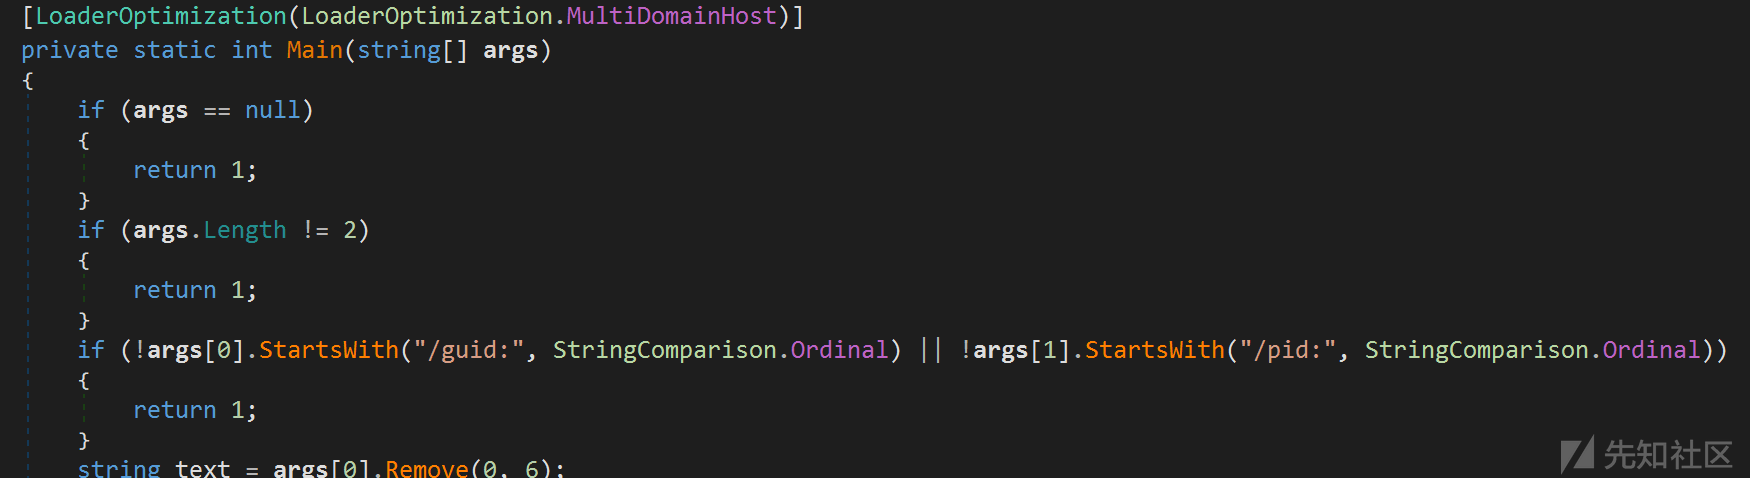 [LoaderOptimization(LoaderOptimization.MultiDomainHost)]
private static int Main(string[] args)
{
if (args == null)
{
return 1;
}
if (args.Length != 2)
{
return 1;
}
if (!args[0].StartsWith("/guid:", StringComparison.Ordinal) || !args[1].StartsWith("/pid:", StringComparison.Ordinal))
{
return 1;
}
string text = args[0].Remove(0, 6);
先知社区